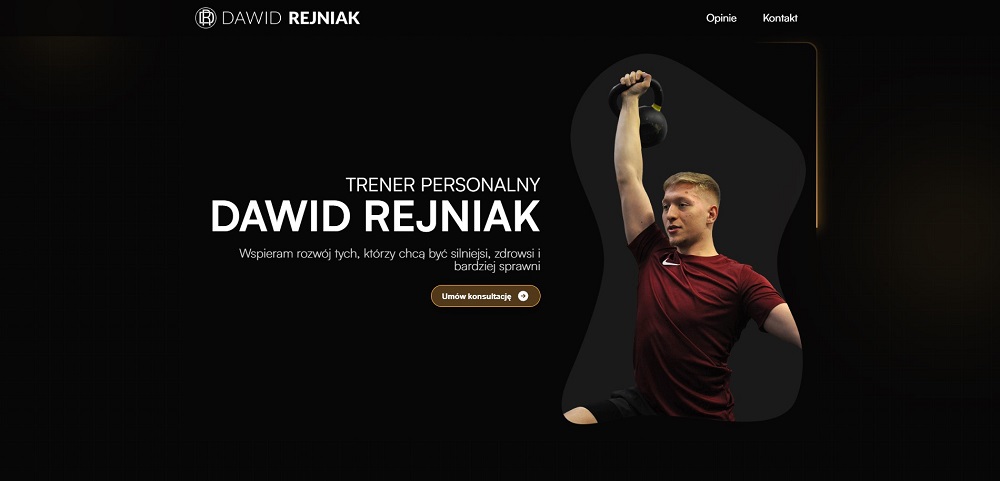 DAWID REJNIAK
Opinie
Kontakt
TRENER PERSONALNY
DAWID REJNIAK
Wspieram rozwój tych, którzy chcą być silniejsi, zdrowsi i
bardziej sprawni
Umów konsultację